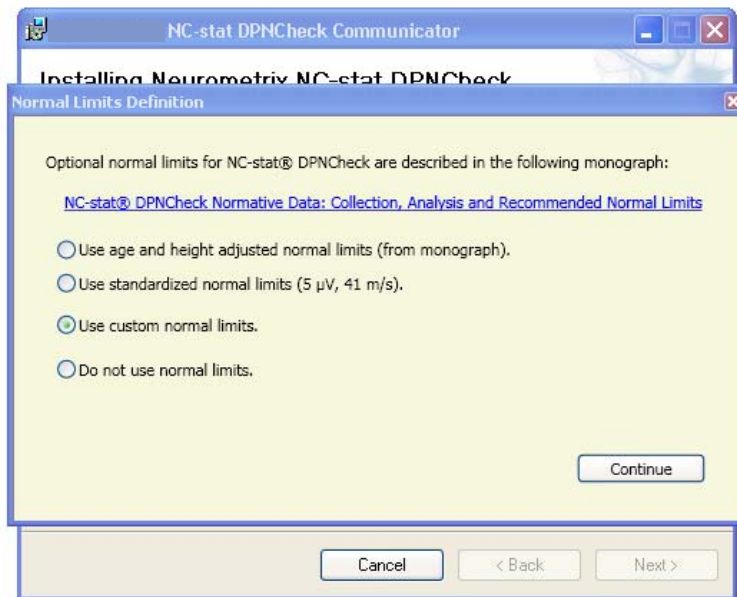 NC-stat DPNCheck Communicator
Installing Neurometrix NC-stat DPNCheck
Normal Limits Definition
Optional normal limits for NC-stat® DPNCheck are described in the following monograph:
NC-stat® DPNCheck Normative Data: Collection, Analysis and Recommended Normal Limits
Use age and height adjusted normal limits (from monograph).
Use standardized normal limits (5 μV, 41 m/s).
Use custom normal limits.
Do not use normal limits.
Continue
Cancel
< Back
Next >